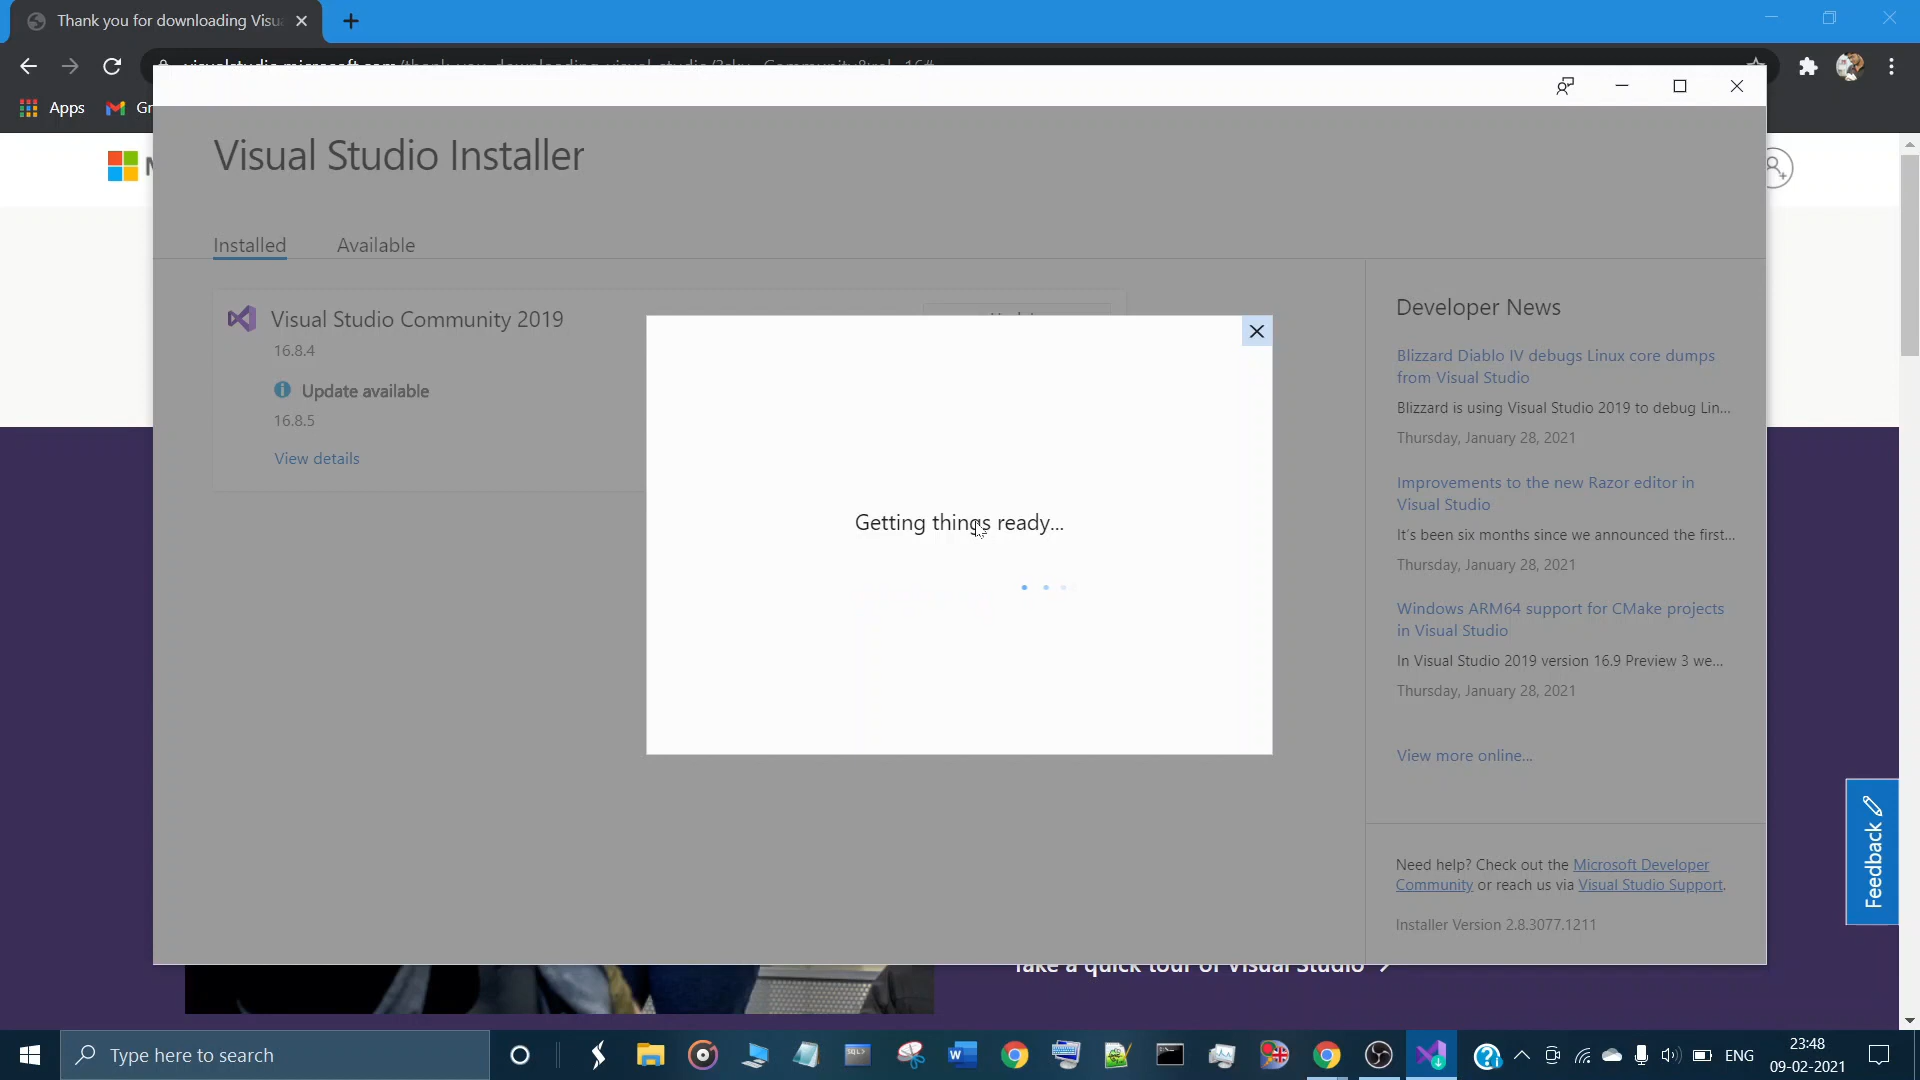 Thank you for downloading Visu
Apps
Visual Studio Installer
Installed
Available
Visual Studio Community 2019
16.8.4
Update available
16.8.5
View details
Getting things ready...
Developer News
Blizzard Diablo IV debugs Linux core dumps
from Visual Studio
Blizzard is using Visual Studio 2019 to debug Lin...
Thursday, January 28, 2021
Improvements to the new Razor editor in
Visual Studio
It's been six months since we announced the first...
Thursday, January 28, 2021
Windows ARM64 support for CMake projects
in Visual Studio
In Visual Studio 2019 version 16.9 Preview 3 we...
Thursday, January 28, 2021
View more online...
Need help? Check out the Microsoft Developer
Community or reach us via Visual Studio Support.
Installer Version 2.8.3077.1211
Feedback
Take a quick tour of Visual Studio
Type here to search
ENG
23:48
09-02-2021